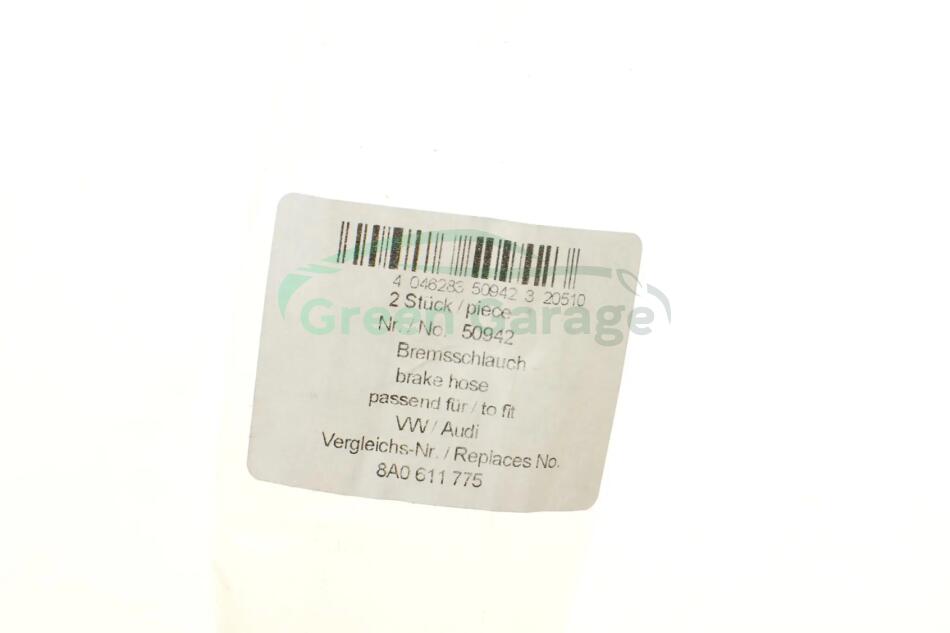 4 046283 50942 3 20510
2 Stück / piece
Green Garage
Nr. / No. 50942
Bremsschlauch
brake hose
passend für / to fit
VW / Audi
Vergleichs-Nr. / Replaces No.
8A0 611 775